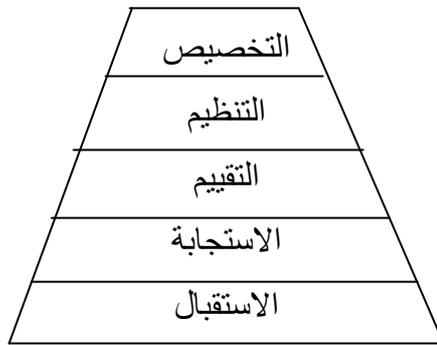 التخصيص
التنظيم
التقييم
الاستجابة
الاستقبال